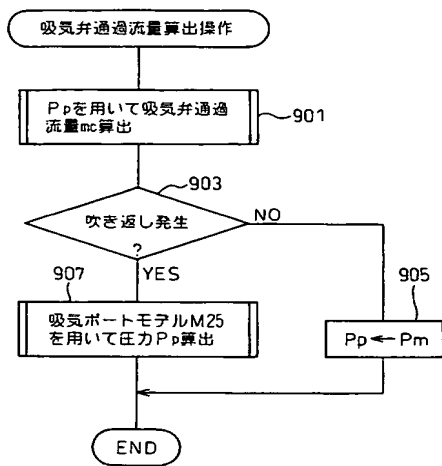 吸気弁通過流量算出操作
Ppを用いて吸気弁通過
流量mc算出
901
903
吹き返し発生
?
NO
YES
907
905
吸気ポートモデルM25
を用いて圧力Pp算出
Pp ← Pm
END